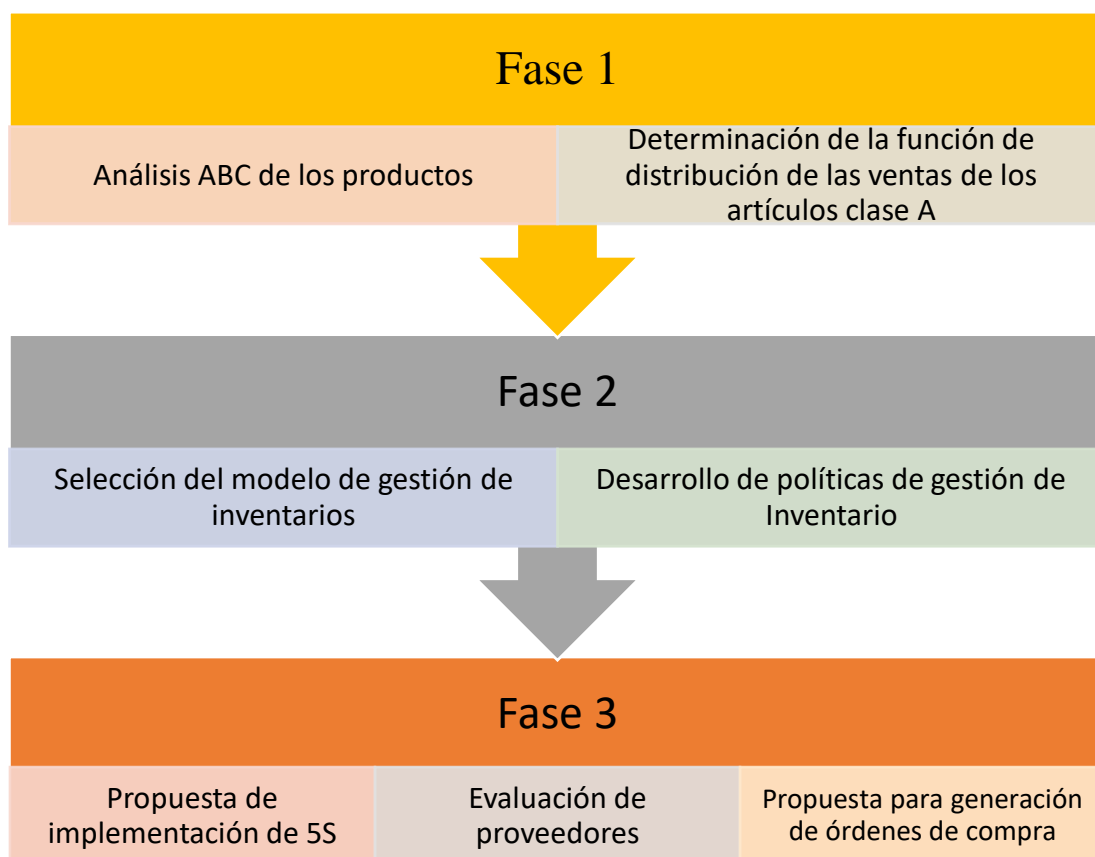 Fase 1
Análisis ABC de los productos
Determinación de la función de
distribución de las ventas de los
artículos clase A
Fase 2
Selección del modelo de gestión de
inventarios
Desarrollo de políticas de gestión de
Inventario
Fase 3
Propuesta de
implementación de 5S
Evaluación de
proveedores
Propuesta para generación
de órdenes de compra